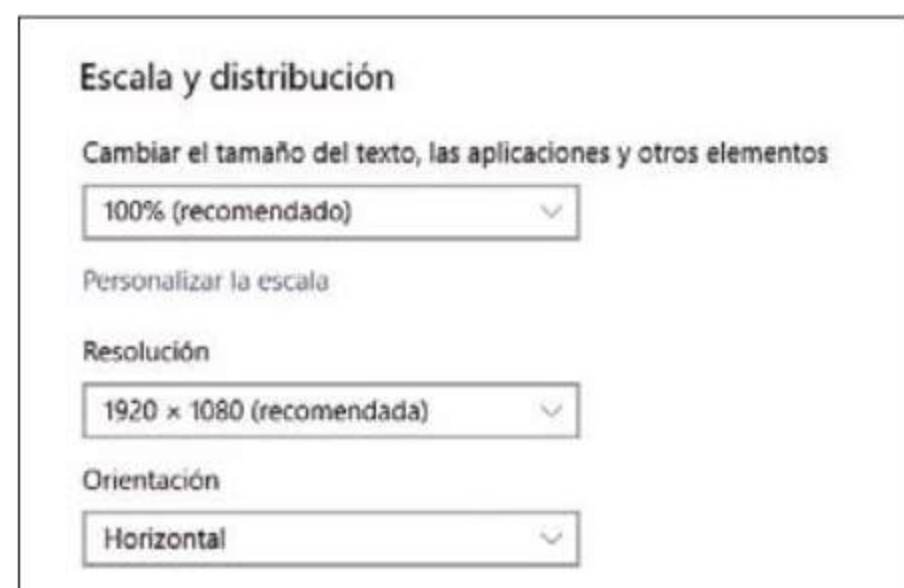 Escala y distribución
Cambiar el tamaño del texto, las aplicaciones y otros elementos
100% (recomendado)
Personalizar la escala
Resolución
1920 × 1080 (recomendada)
Orientación
Horizontal